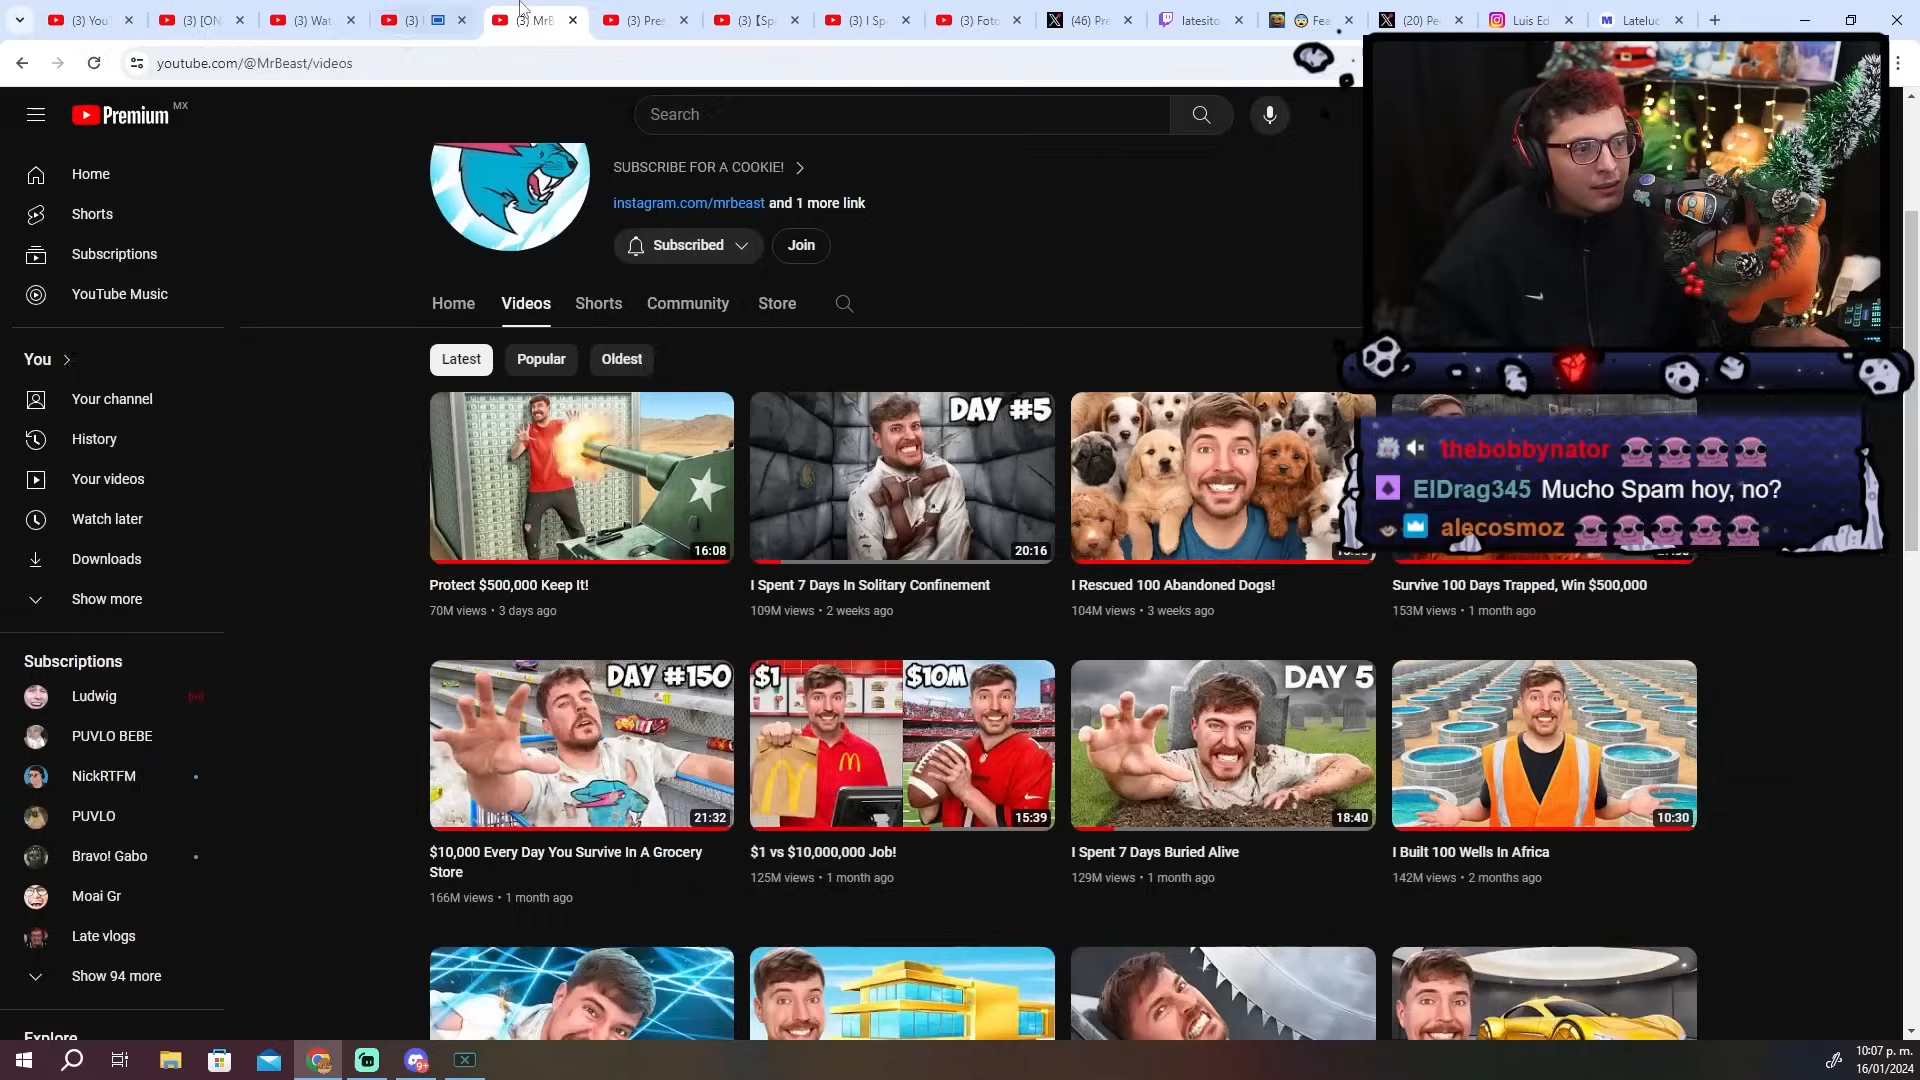 (3) You
(3) [ON
(3) Wat
(3)
(3) MrB
(3) Pres
(3) 【Sp
(3) I Sp
(3) Foto
(46) Pre
latesito
Fea
(20) Pe
Luis Ed
Lateluc
youtube.com/@MrBeast/videos
Premium MX
Search
SUBSCRIBE FOR A COOKIE!
instagram.com/mrbeast and 1 more link
Subscribed
Join
Home
Shorts
Subscriptions
YouTube Music
You
Your channel
History
Your videos
Watch later
Downloads
Show more
Subscriptions
Ludwig
PUVLO BEBE
NickRTFM
PUVLO
Bravo! Gabo
Moai Gr
Late vlogs
Show 94 more
Explore
Home Videos Shorts Community Store
Latest Popular Oldest
16:08
Protect $500,000 Keep It!
70M views • 3 days ago
DAY #5
20:16
I Spent 7 Days In Solitary Confinement
109M views • 2 weeks ago
I Rescued 100 Abandoned Dogs!
104M views • 3 weeks ago
Survive 100 Days Trapped, Win $500,000
153M views • 1 month ago
DAY #150
21:32
$10,000 Every Day You Survive In A Grocery
Store
166M views • 1 month ago
$1 $10M
15:39
$1 vs $10,000,000 Job!
125M views • 1 month ago
DAY 5
18:40
I Spent 7 Days Buried Alive
129M views • 1 month ago
10:30
I Built 100 Wells In Africa
142M views • 2 months ago
thebobbynator
ElDrag345 Mucho Spam hoy, no?
alecosmoz
9+
10:07 p. m.
16/01/2024